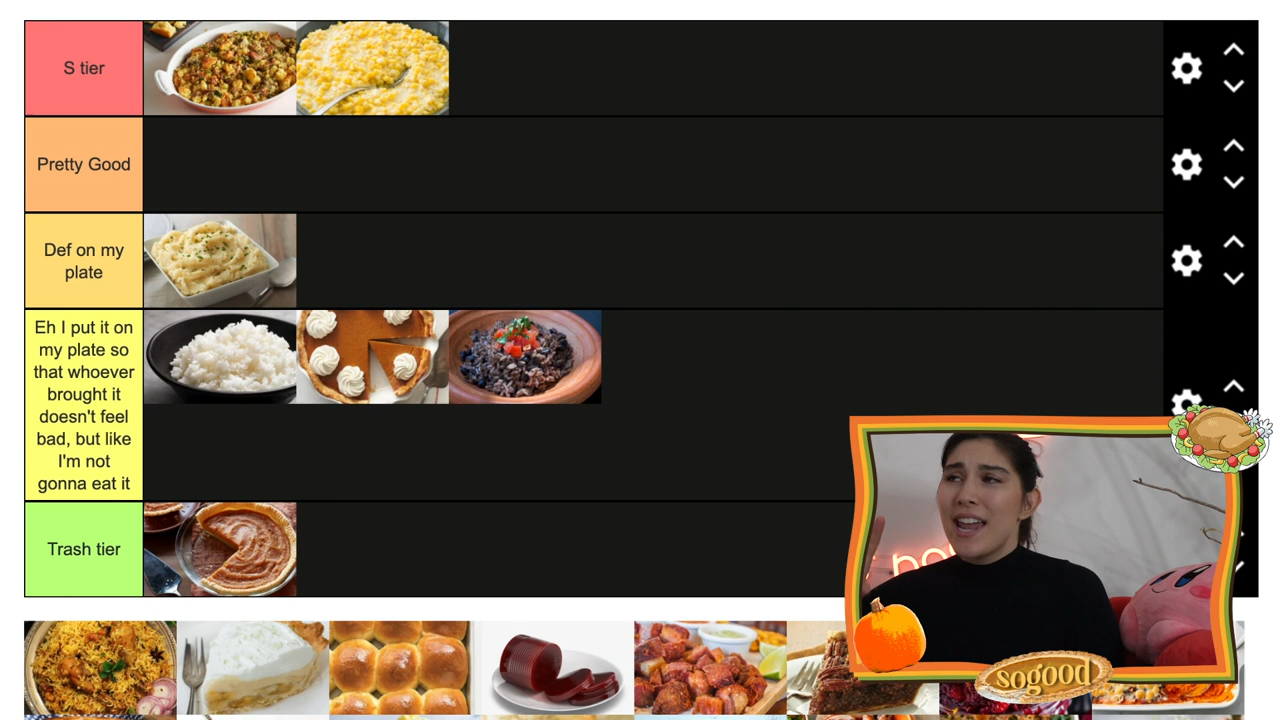 S tier
Pretty Good
Def on my
plate
Eh I put it on
my plate so
that whoever
brought it
doesn't feel
bad, but like
I'm not
gonna eat it
Trash tier
sogood